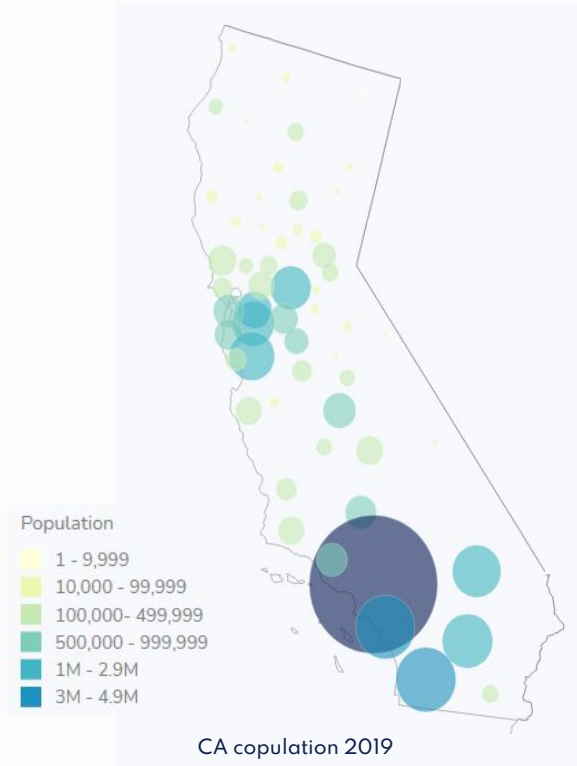 Population
1 - 9,999
10,000 - 99,999
100,000- 499,999
500,000 - 999,999
1M - 2.9M
3M - 4.9M
CA copulation 2019